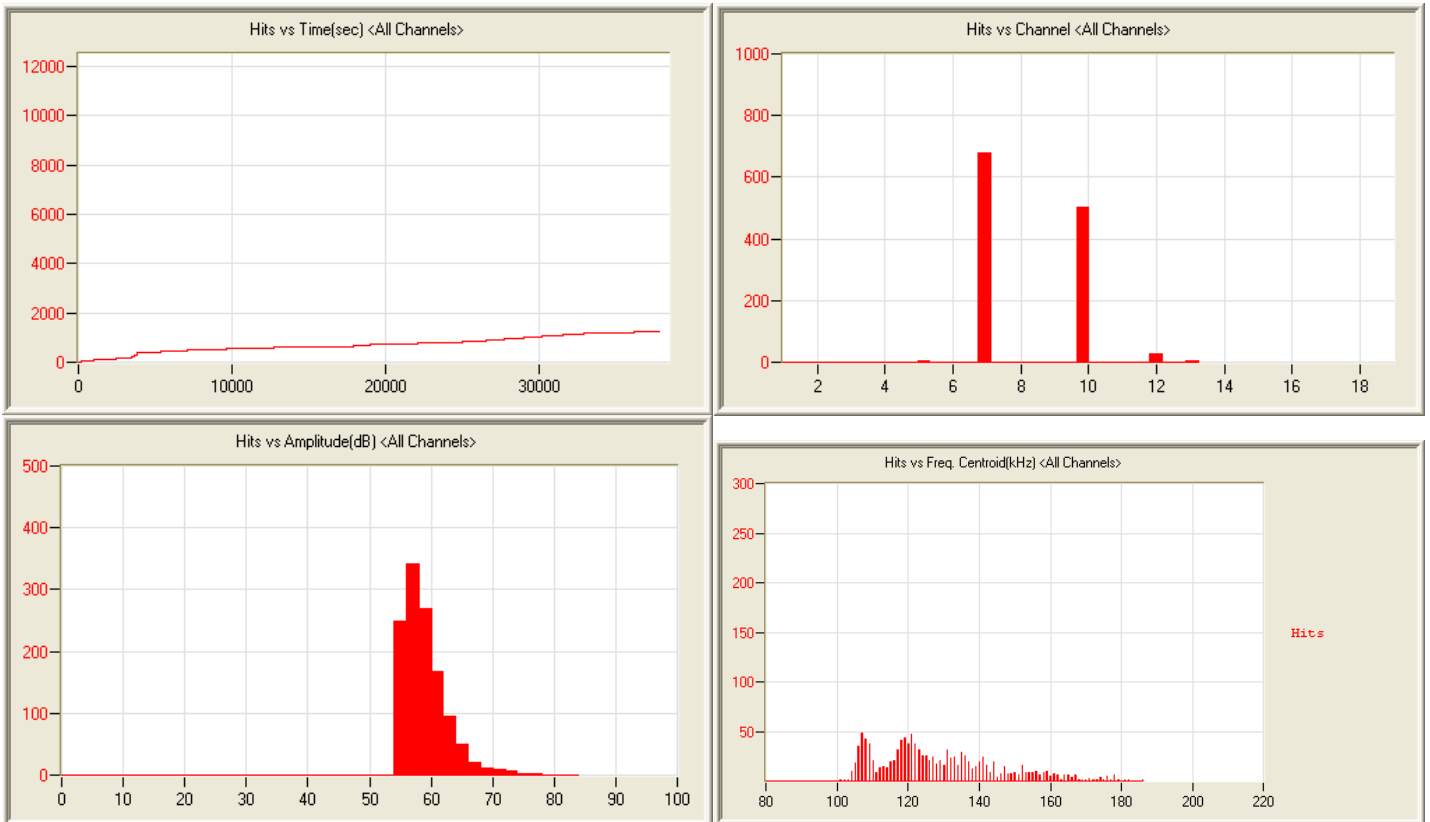 Hits vs Time(sec) <All Channels>
12000
10000
8000
6000
4000
2000
0
0 10000 20000 30000
Hits vs Channel <All Channels>
1000
800
600
400
200
0
2 4 6 8 10 12 14 16 18
Hits vs Amplitude(dB) <All Channels>
500
400
300
200
100
0
0 10 20 30 40 50 60 70 80 90 100
Hits vs Freq. Centroid(kHz) <All Channels>
300
250
200
150
100
50
80 100 120 140 160 180 200 220
Hits